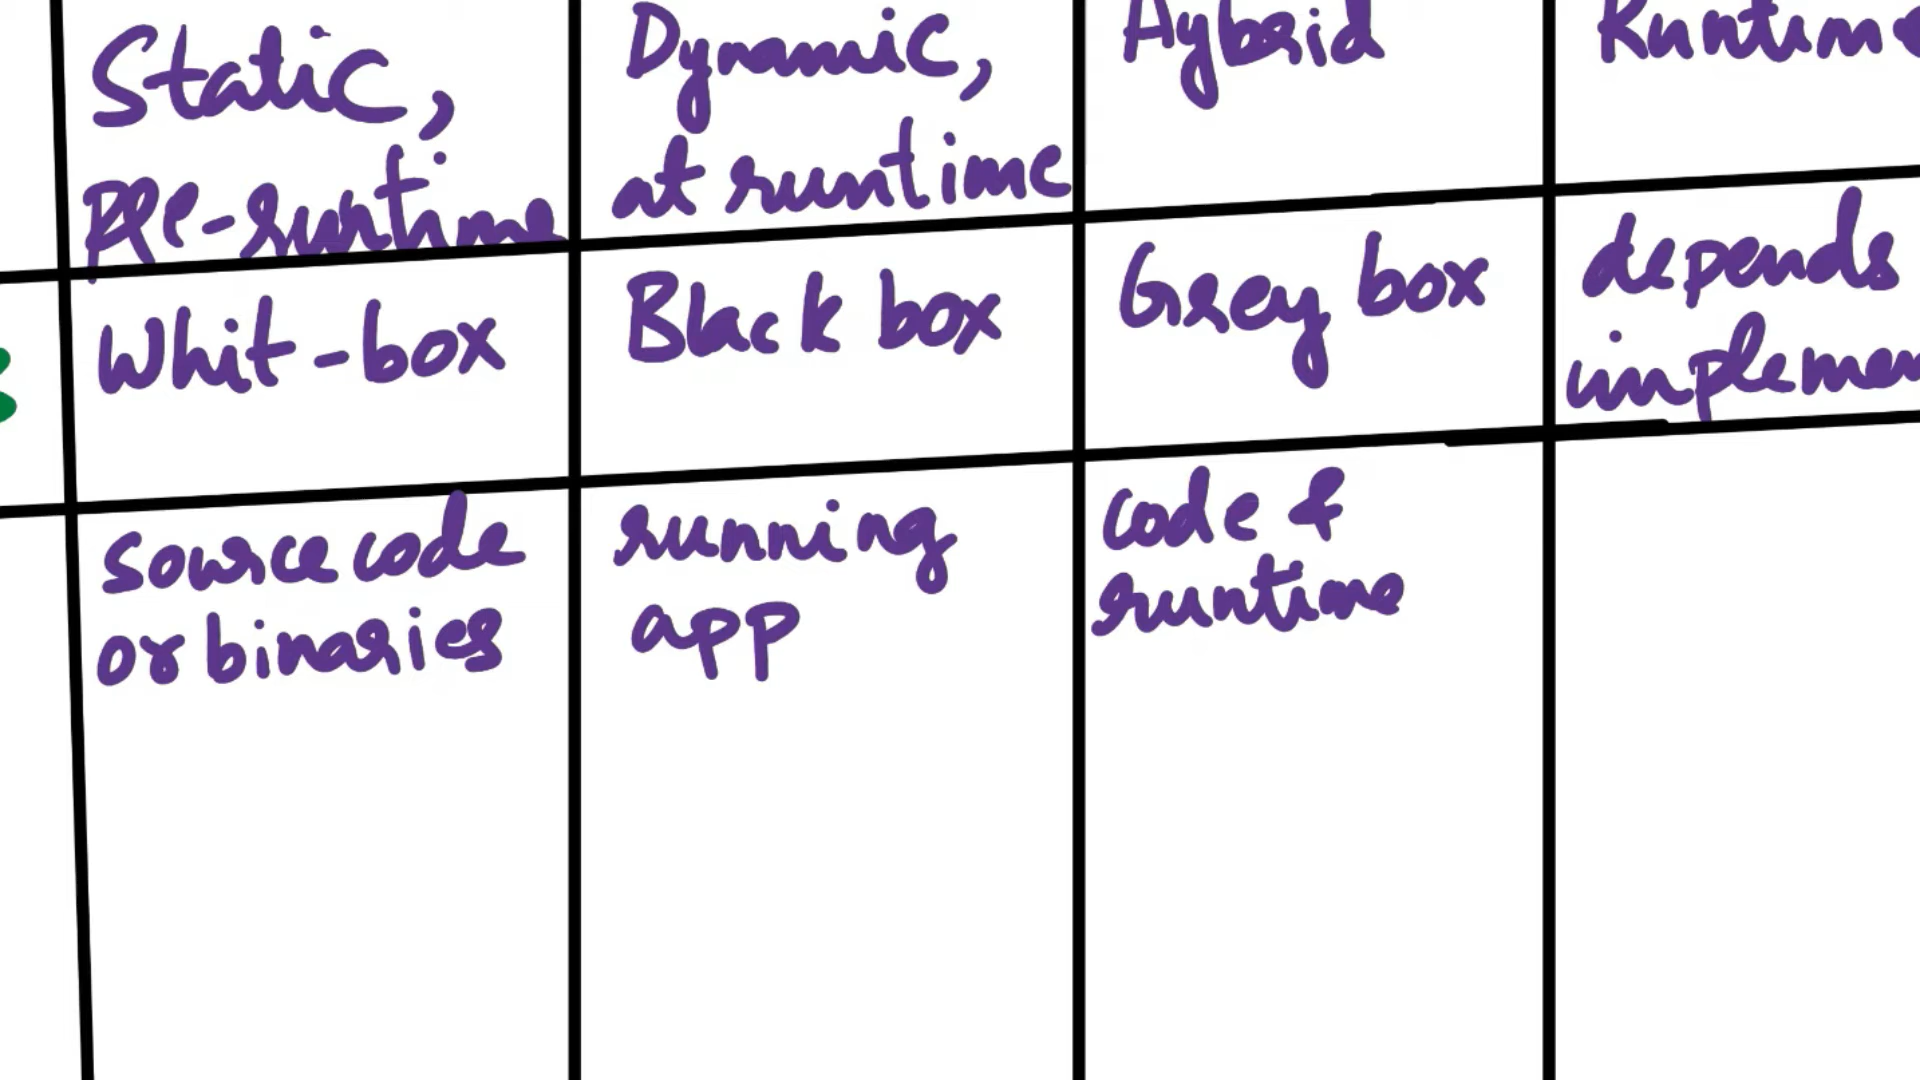 Static,
pre-runtime
Dynamic,
at runtime
Hybrid
Runtime
Whit-box
Black box
Grey box
depends
implemen
source code
or binaries
running
app
code &
runtime